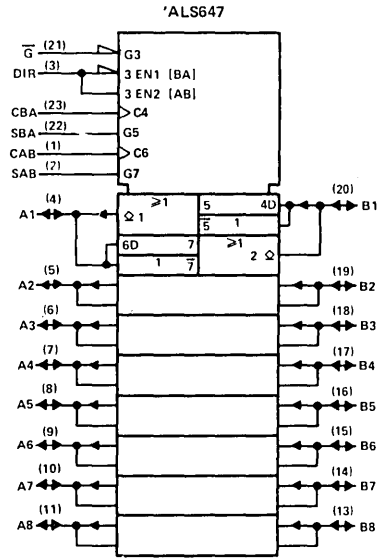 'ALS647
G̅ (21) G3
DIR (3) 3 EN1 [BA]
3 EN2 [AB]
CBA (23) C4
SBA (22) G5
CAB (1) C6
SAB (2) G7
A1 (4) Ω 1 ≥1 5 4D (20) B1
5̅ 1
6D 7 ≥1
1 7̅ 2 Ω
A2 (5) (19) B2
A3 (6) (18) B3
A4 (7) (17) B4
A5 (8) (16) B5
A6 (9) (15) B6
A7 (10) (14) B7
A8 (11) (13) B8